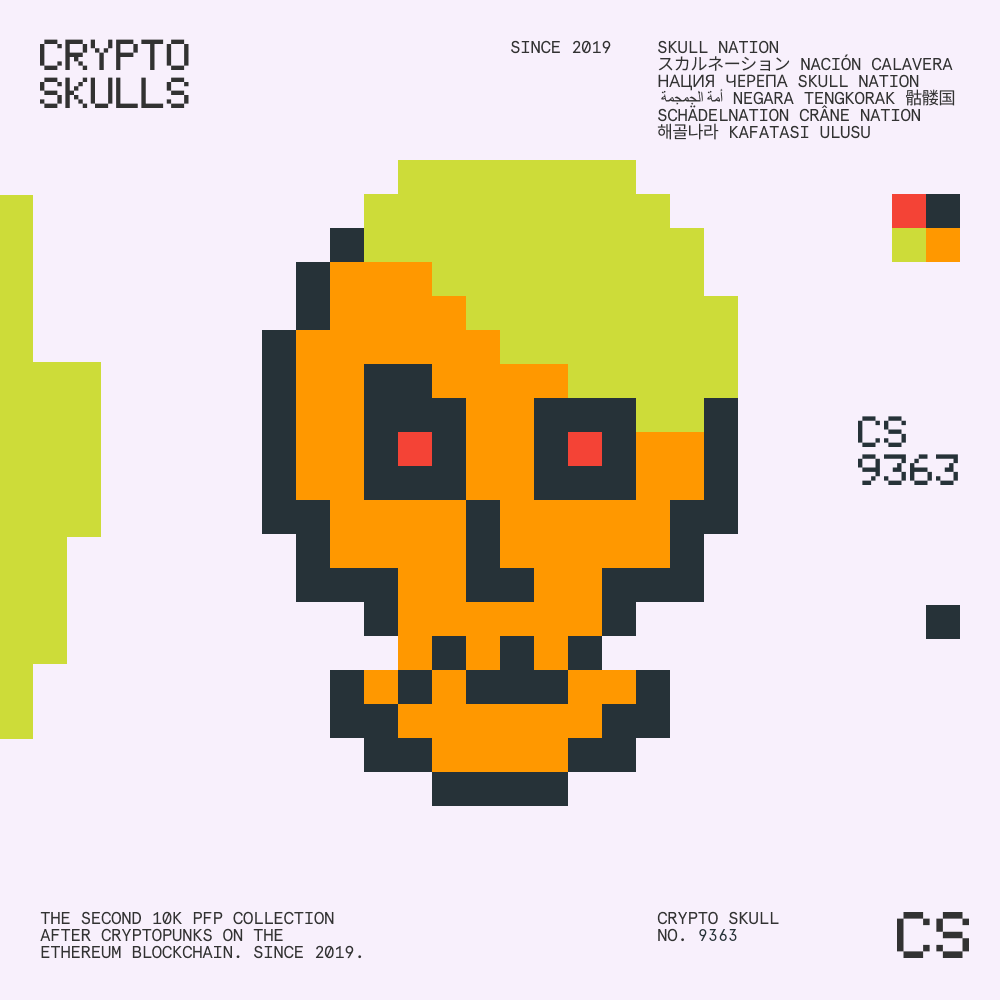 CRYPTO
SKULLS
SINCE 2019
SKULL NATION
スカルネーション NACIÓN CALAVERA
НАЦИЯ ЧЕРЕПА SKULL NATION
أمة الجمجمة NEGARA TENGKORAK 骷髅国
SCHÄDELNATION CRÂNE NATION
해골나라 KAFATASI ULUSU
CS
9363
THE SECOND 10K PFP COLLECTION
AFTER CRYPTOPUNKS ON THE
ETHEREUM BLOCKCHAIN. SINCE 2019.
CRYPTO SKULL
NO. 9363
CS